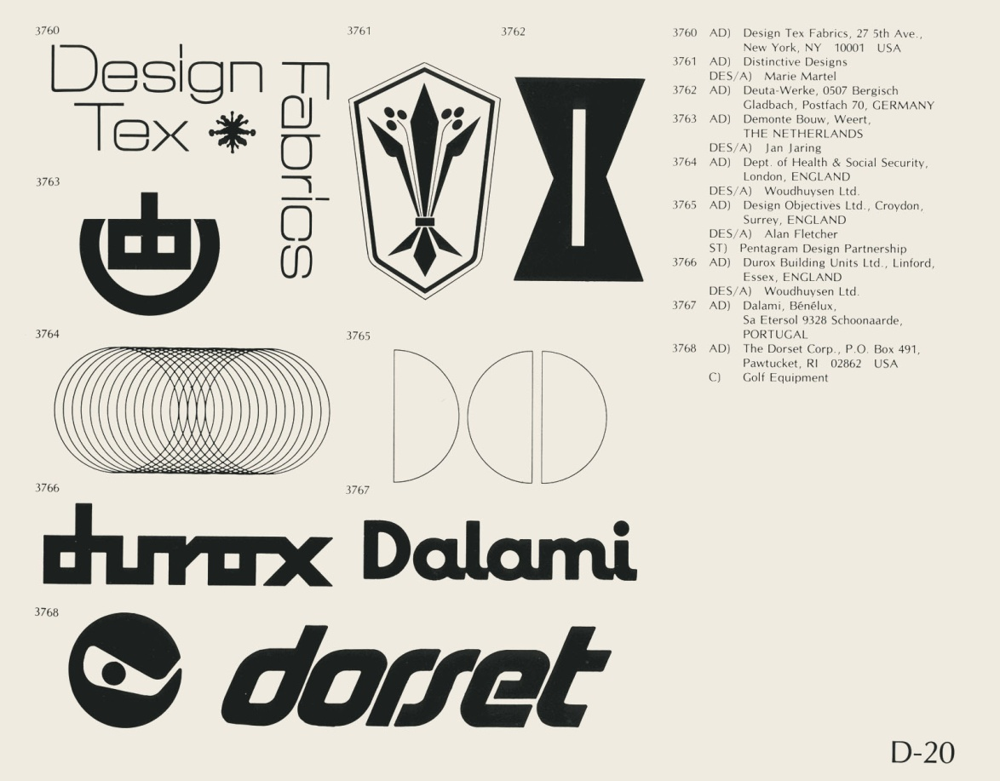 3760
Design
Tex
Fabrics
3761
3762
3763
3764
3765
3766
durox
3767
Dalami
3768
dorset
3760 AD) Design Tex Fabrics, 27 5th Ave.,
New York, NY 10001 USA
3761 AD) Distinctive Designs
DES/A) Marie Martel
3762 AD) Deuta-Werke, 0507 Bergisch
Gladbach, Postfach 70, GERMANY
3763 AD) Demonte Bouw, Weert,
THE NETHERLANDS
DES/A) Jan Jaring
3764 AD) Dept. of Health & Social Security,
London, ENGLAND
DES/A) Woudhuysen Ltd.
3765 AD) Design Objectives Ltd., Croydon,
Surrey, ENGLAND
DES/A) Alan Fletcher
ST) Pentagram Design Partnership
3766 AD) Durox Building Units Ltd., Linford,
Essex, ENGLAND
DES/A) Woudhuysen Ltd.
3767 AD) Dalami, Bénélux,
Sa Etersol 9328 Schoonaarde,
PORTUGAL
3768 AD) The Dorset Corp., P.O. Box 491,
Pawtucket, RI 02862 USA
C) Golf Equipment
D-20